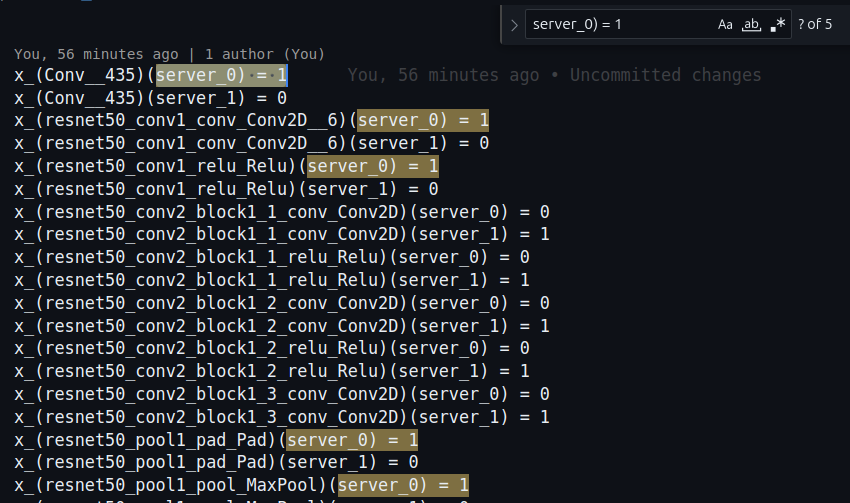 server_0) = 1 Aa ab ? of 5
You, 56 minutes ago | 1 author (You)
x_(Conv__435)(server_0) = 1 You, 56 minutes ago • Uncommitted changes
x_(Conv__435)(server_1) = 0
x_(resnet50_conv1_conv_Conv2D__6)(server_0) = 1
x_(resnet50_conv1_conv_Conv2D__6)(server_1) = 0
x_(resnet50_conv1_relu_Relu)(server_0) = 1
x_(resnet50_conv1_relu_Relu)(server_1) = 0
x_(resnet50_conv2_block1_1_conv_Conv2D)(server_0) = 0
x_(resnet50_conv2_block1_1_conv_Conv2D)(server_1) = 1
x_(resnet50_conv2_block1_1_relu_Relu)(server_0) = 0
x_(resnet50_conv2_block1_1_relu_Relu)(server_1) = 1
x_(resnet50_conv2_block1_2_conv_Conv2D)(server_0) = 0
x_(resnet50_conv2_block1_2_conv_Conv2D)(server_1) = 1
x_(resnet50_conv2_block1_2_relu_Relu)(server_0) = 0
x_(resnet50_conv2_block1_2_relu_Relu)(server_1) = 1
x_(resnet50_conv2_block1_3_conv_Conv2D)(server_0) = 0
x_(resnet50_conv2_block1_3_conv_Conv2D)(server_1) = 1
x_(resnet50_pool1_pad_Pad)(server_0) = 1
x_(resnet50_pool1_pad_Pad)(server_1) = 0
x_(resnet50_pool1_pool_MaxPool)(server_0) = 1